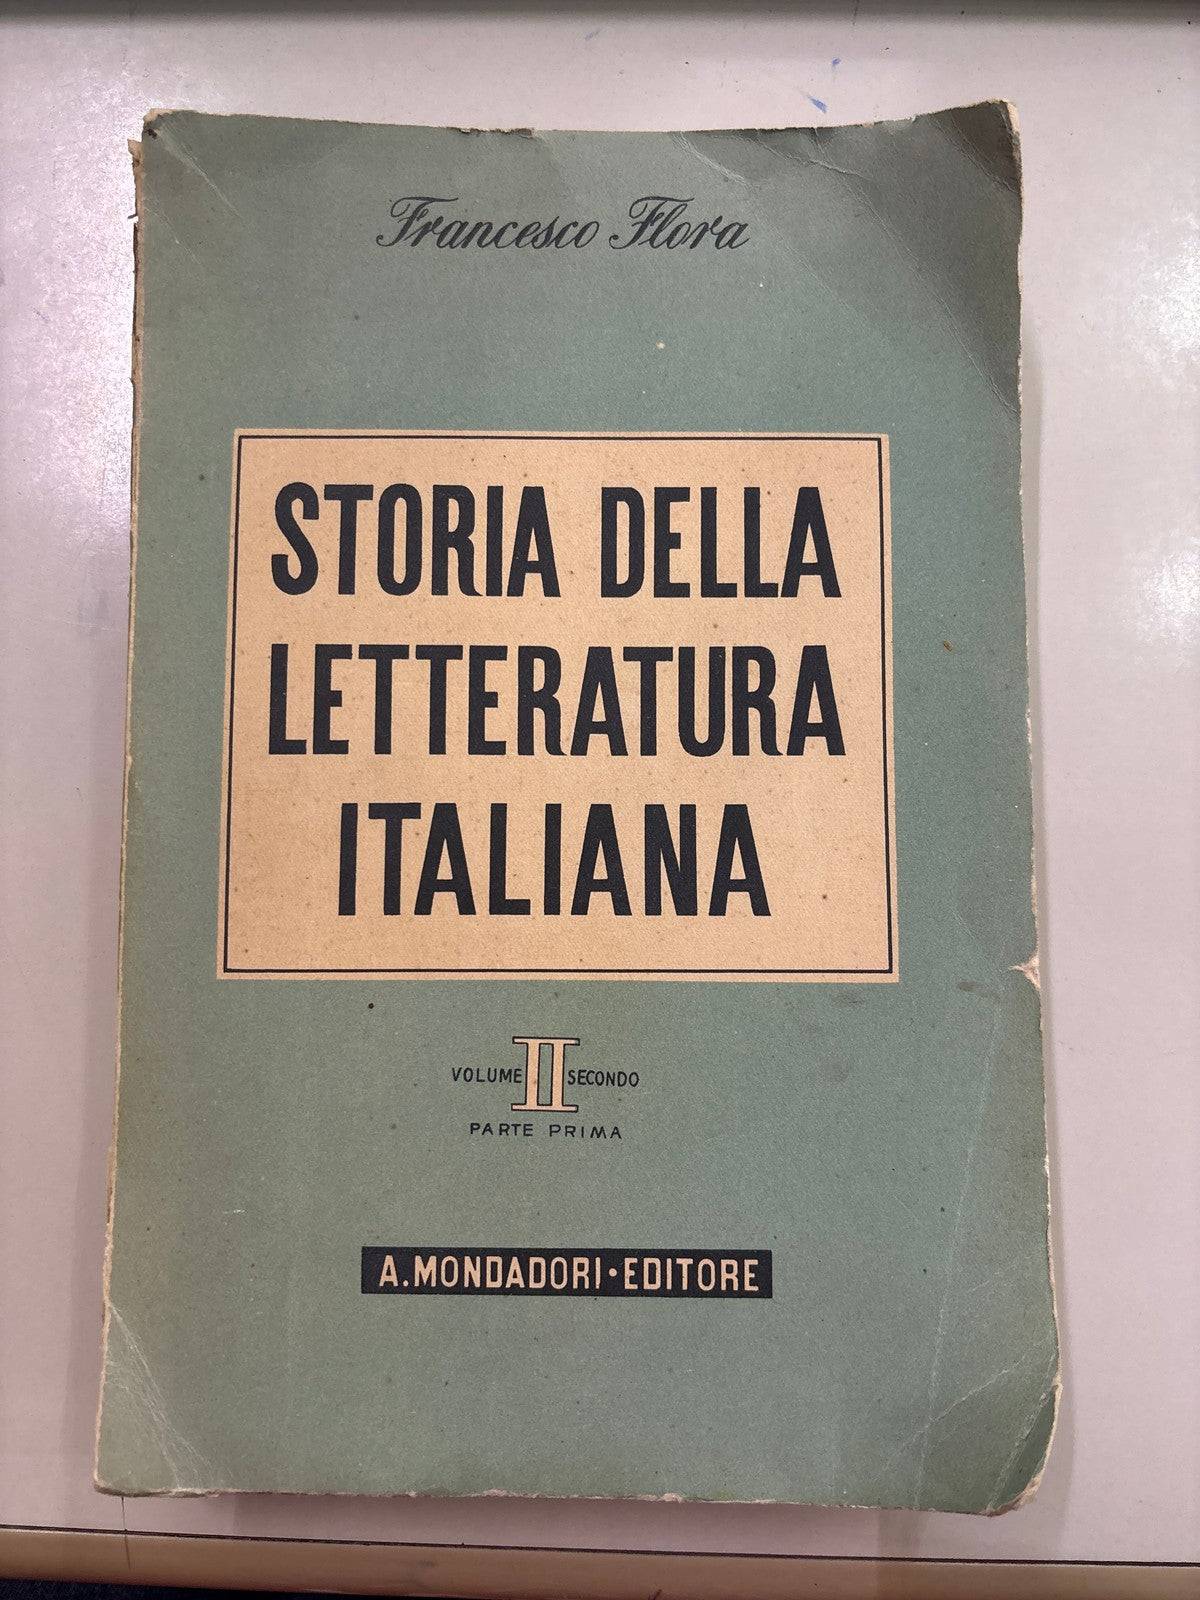 Francesco Flora
STORIA DELLA
LETTERATURA
ITALIANA
VOLUME II SECONDO
PARTE PRIMA
A. MONDADORI • EDITORE